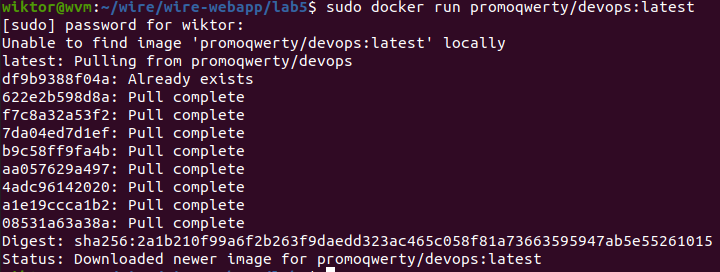 wiktor@wvm:~/wire/wire-webapp/lab5$ sudo docker run promoqwerty/devops:latest
[sudo] password for wiktor:
Unable to find image 'promoqwerty/devops:latest' locally
latest: Pulling from promoqwerty/devops
df9b9388f04a: Already exists
622e2b598d8a: Pull complete
f7c8a32a53f2: Pull complete
7da04ed7d1ef: Pull complete
b9c58ff9fa4b: Pull complete
aa057629a497: Pull complete
4adc96142020: Pull complete
a1e19ccca1b2: Pull complete
08531a63a38a: Pull complete
Digest: sha256:2a1b210f99a6f2b263f9daedd323ac465c058f81a73663595947ab5e55261015
Status: Downloaded newer image for promoqwerty/devops:latest